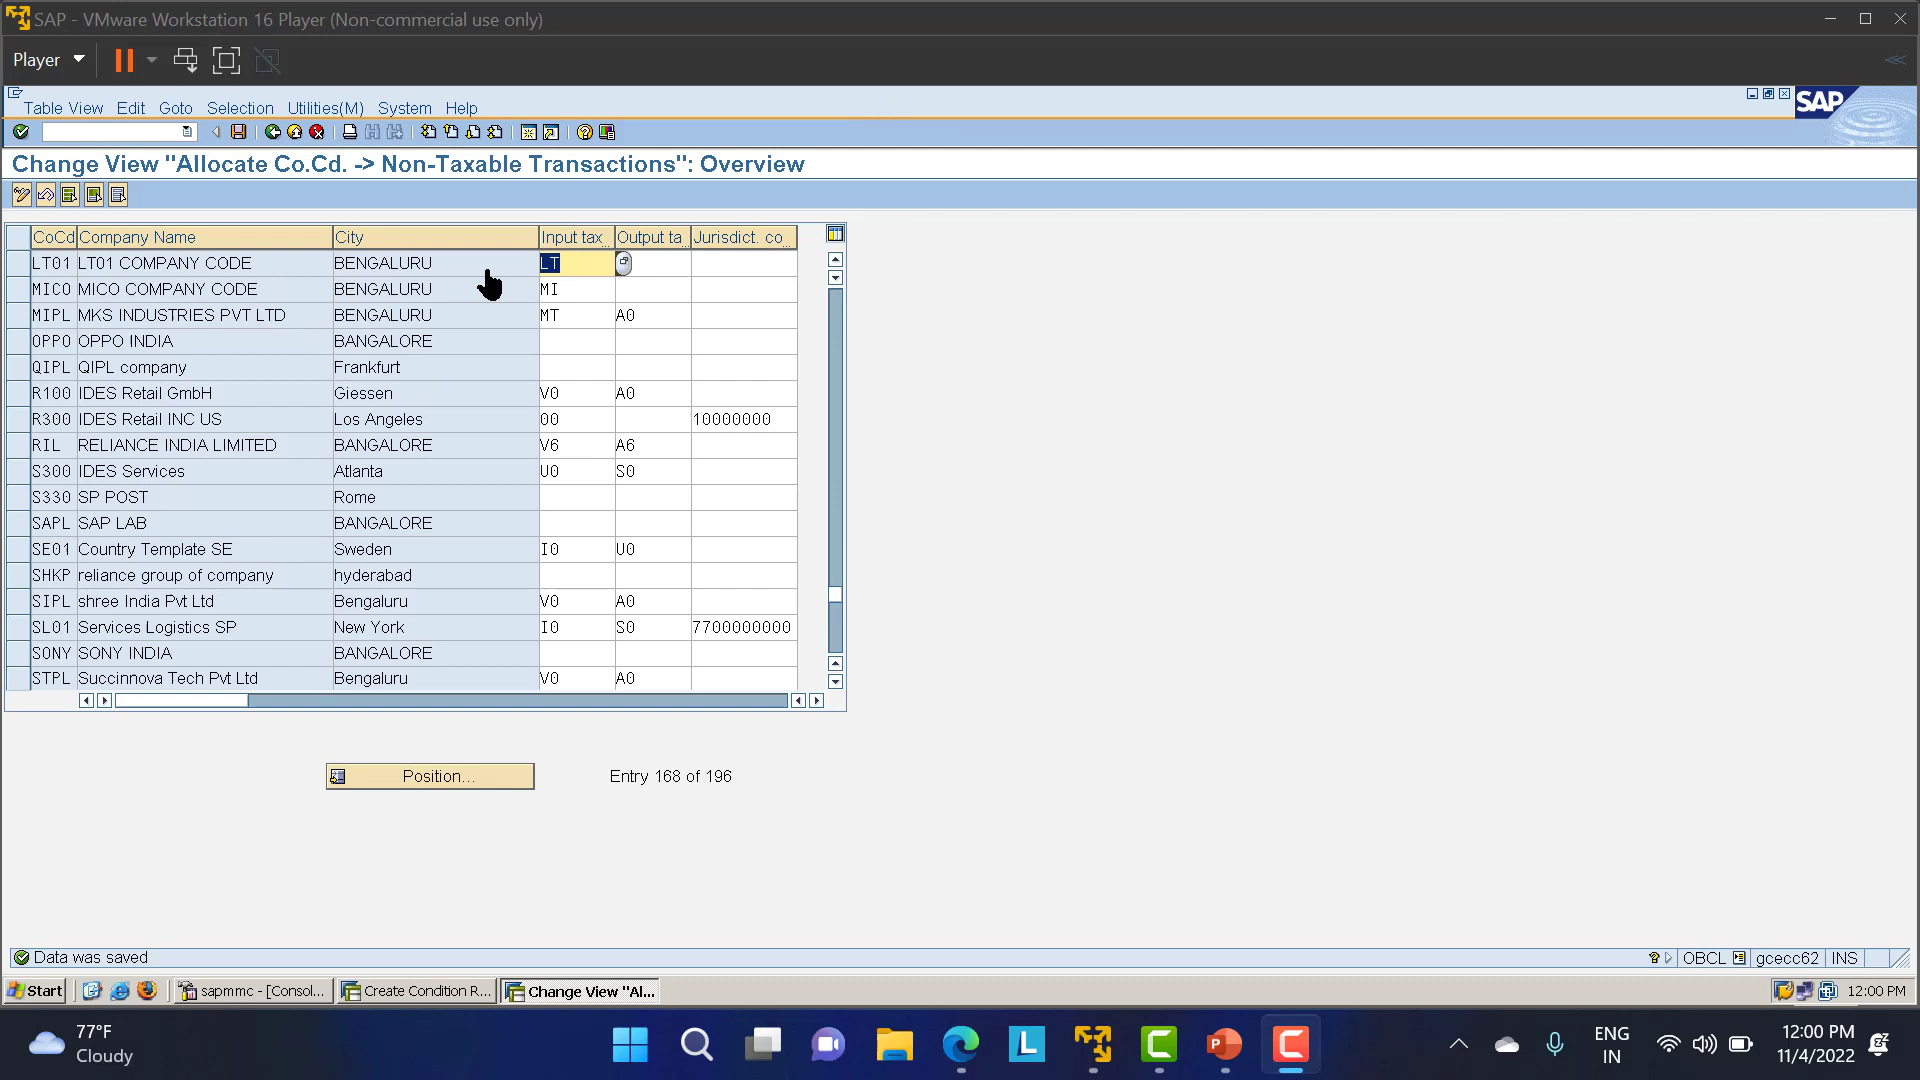 SAP - VMware Workstation 16 Player (Non-commercial use only)
Player
Table View Edit Goto Selection Utilities(M) System Help
SAP
Change View "Allocate Co.Cd. -> Non-Taxable Transactions": Overview
CoCd Company Name City Input tax... Output ta... Jurisdict. co...
LT01 LT01 COMPANY CODE BENGALURU LT
MICO MICO COMPANY CODE BENGALURU MI
MIPL MKS INDUSTRIES PVT LTD BENGALURU MT A0
OPPO OPPO INDIA BANGALORE
QIPL QIPL company Frankfurt
R100 IDES Retail GmbH Giessen V0 A0
R300 IDES Retail INC US Los Angeles 00 10000000
RIL RELIANCE INDIA LIMITED BANGALORE V6 A6
S300 IDES Services Atlanta U0 S0
S330 SP POST Rome
SAPL SAP LAB BANGALORE
SE01 Country Template SE Sweden I0 U0
SHKP reliance group of company hyderabad
SIPL shree India Pvt Ltd Bengaluru V0 A0
SL01 Services Logistics SP New York I0 S0 7700000000
SONY SONY INDIA BANGALORE
STPL Succinnova Tech Pvt Ltd Bengaluru V0 A0
Position... Entry 168 of 196
Data was saved OBCL gcecc62 INS
Start sapmmc - [Consol... Create Condition R... Change View "Al... 12:00 PM
77°F
Cloudy
ENG
IN
12:00 PM
11/4/2022